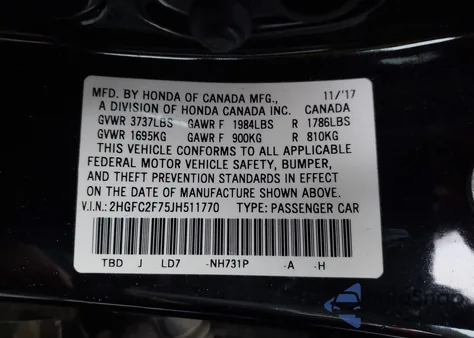 MFD. BY HONDA OF CANADA MFG., 11/'17
A DIVISION OF HONDA CANADA INC. CANADA
GVWR 3737LBS GAWR F 1984LBS R 1786LBS
GVWR 1695KG GAWR F 900KG R 810KG
THIS VEHICLE CONFORMS TO ALL APPLICABLE
FEDERAL MOTOR VEHICLE SAFETY, BUMPER,
AND THEFT PREVENTION STANDARDS IN EFFECT
ON THE DATE OF MANUFACTURE SHOWN ABOVE.
V.I.N.: 2HGFC2F75JH511770 TYPE: PASSENGER CAR
TBD J LD7 -NH731P -A -H